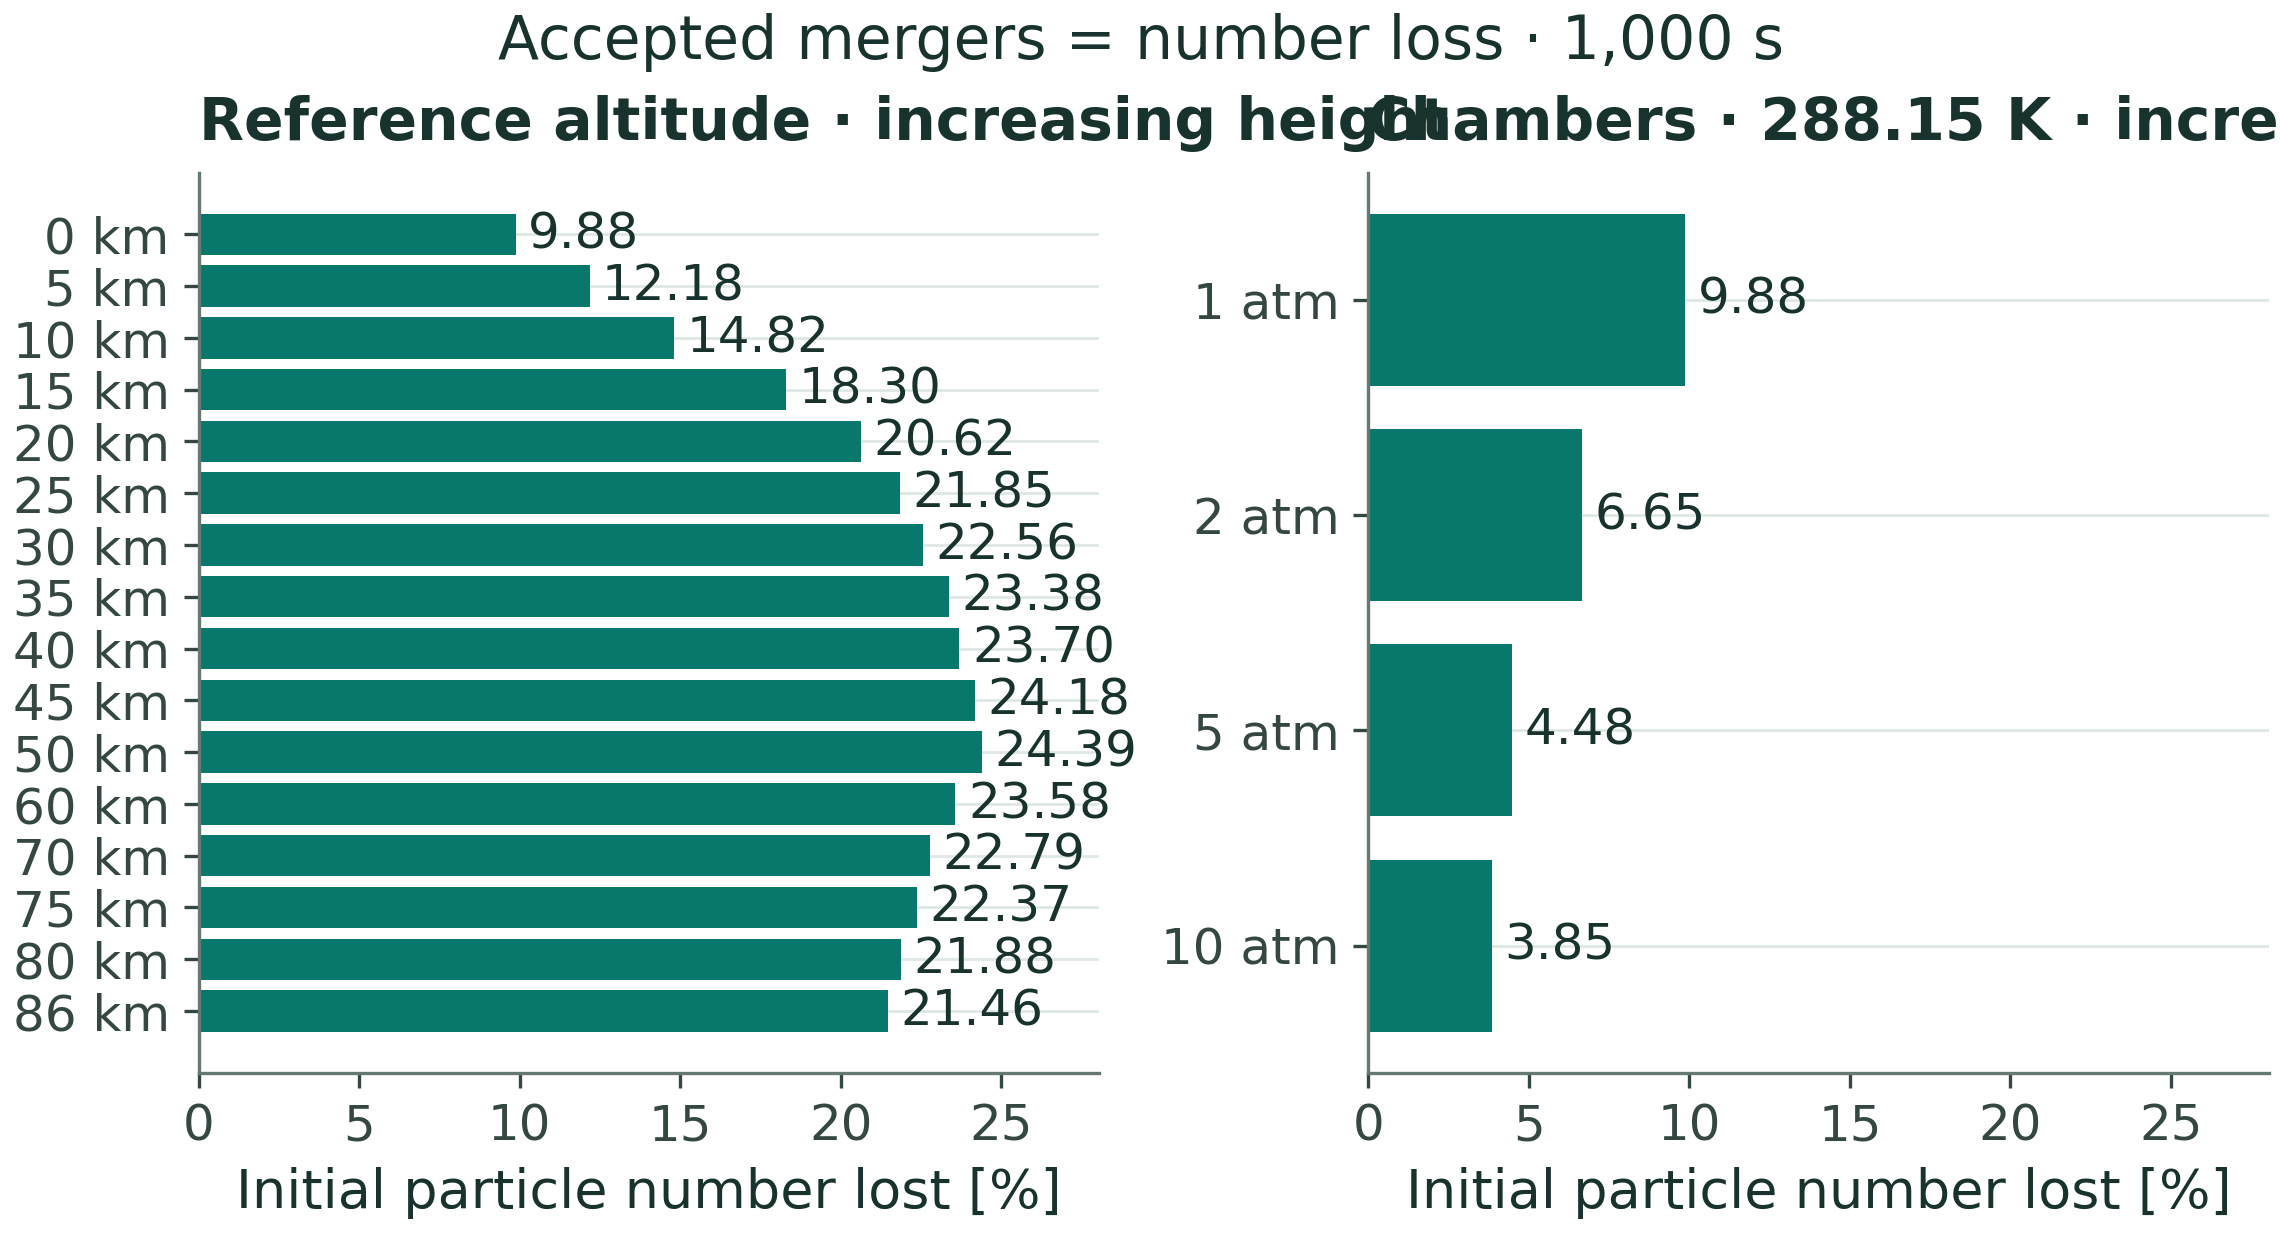 Accepted mergers = number loss · 1,000 s
Reference altitude · increasing height
0 km
5 km
10 km
15 km
20 km
25 km
30 km
35 km
40 km
45 km
50 km
60 km
70 km
75 km
80 km
86 km
9.88
12.18
14.82
18.30
20.62
21.85
22.56
23.38
23.70
24.18
24.39
23.58
22.79
22.37
21.88
21.46
0 5 10 15 20 25
Initial particle number lost [%]
Chambers · 288.15 K · incre
1 atm
2 atm
5 atm
10 atm
9.88
6.65
4.48
3.85
0 5 10 15 20 25
Initial particle number lost [%]